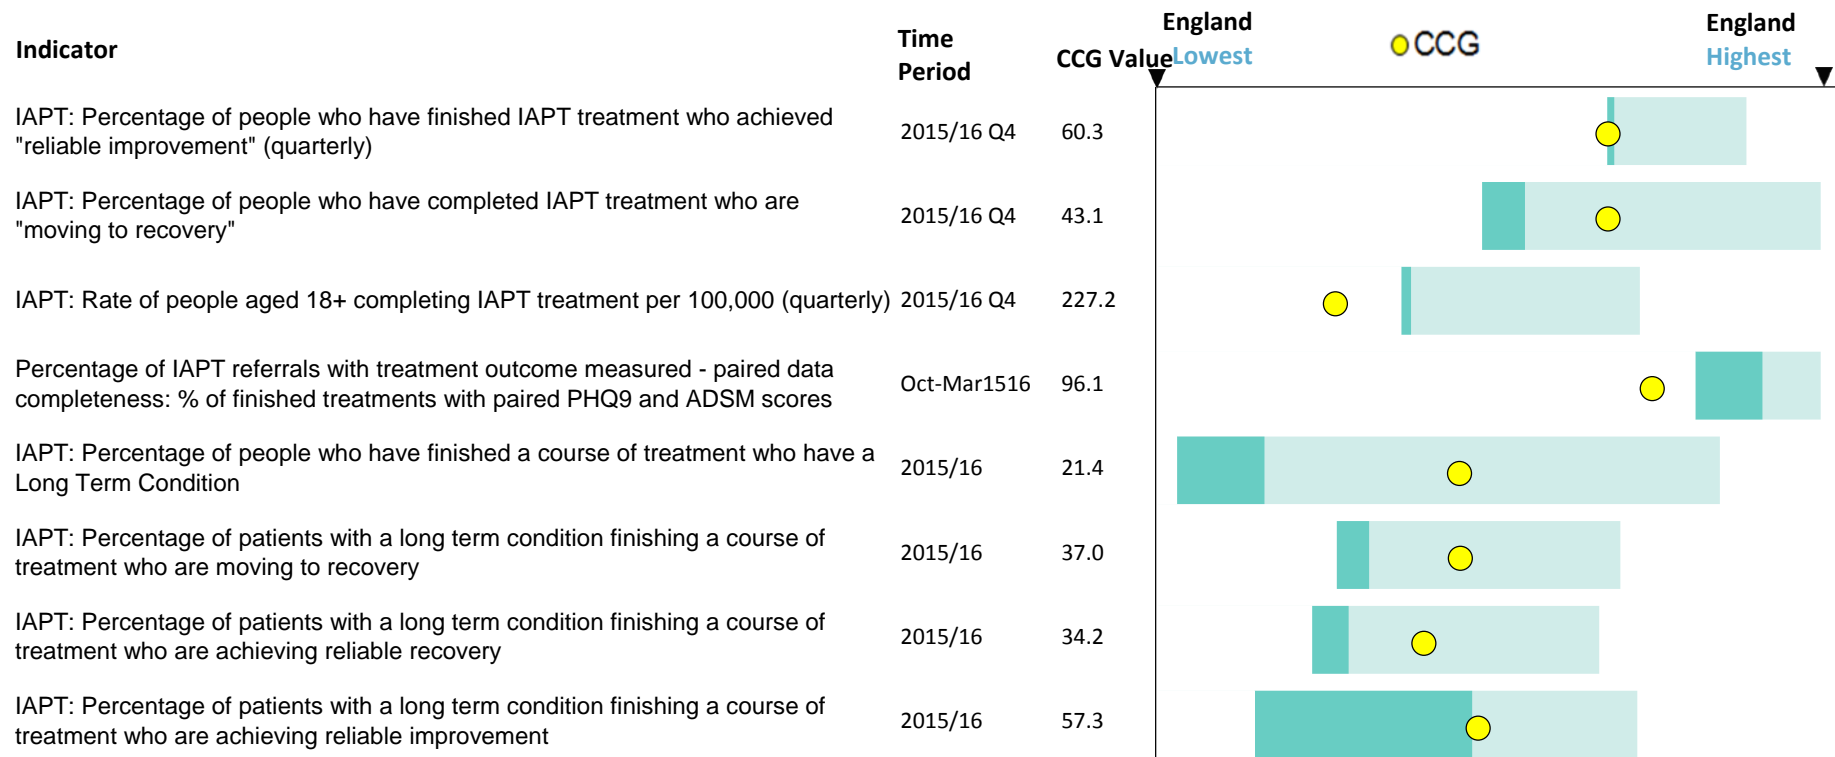 Indicator
Time
Period
CCG Value
England
Lowest
CCG
England
Highest
IAPT: Percentage of people who have finished IAPT treatment who achieved
"reliable improvement" (quarterly)
2015/16 Q4
60.3
IAPT: Percentage of people who have completed IAPT treatment who are
"moving to recovery"
2015/16 Q4
43.1
IAPT: Rate of people aged 18+ completing IAPT treatment per 100,000 (quarterly)
2015/16 Q4
227.2
Percentage of IAPT referrals with treatment outcome measured - paired data
completeness: % of finished treatments with paired PHQ9 and ADSM scores
Oct-Mar1516
96.1
IAPT: Percentage of people who have finished a course of treatment who have a
Long Term Condition
2015/16
21.4
IAPT: Percentage of patients with a long term condition finishing a course of
treatment who are moving to recovery
2015/16
37.0
IAPT: Percentage of patients with a long term condition finishing a course of
treatment who are achieving reliable recovery
2015/16
34.2
IAPT: Percentage of patients with a long term condition finishing a course of
treatment who are achieving reliable improvement
2015/16
57.3